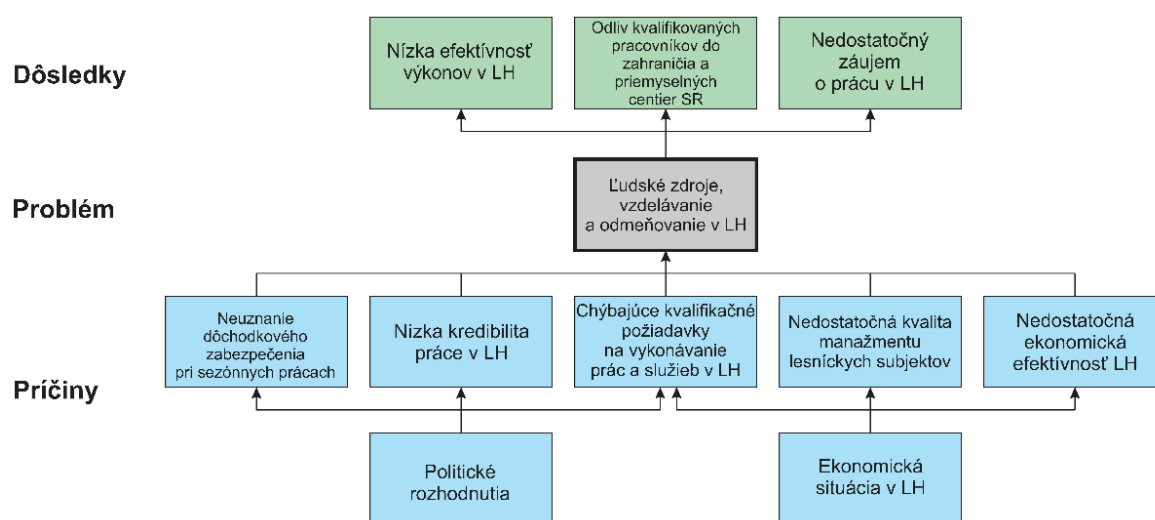 Dôsledky
Nízka efektívnosť
výkonov v LH
Odliv kvalifikovaných
pracovníkov do
zahraničia a
priemyselných
centier SR
Nedostatočný
záujem
o prácu v LH
Problém
Ľudské zdroje,
vzdelávanie
a odmeňovanie v LH
Príčiny
Neuznanie
dôchodkového
zabezpečenia
pri sezónnych prácach
Nizka kredibilita
práce v LH
Chýbajúce kvalifikačné
požiadavky
na vykonávanie
prác a služieb v LH
Nedostatočná kvalita
manažmentu
lesníckych subjektov
Nedostatočná
ekonomická
efektívnosť LH
Politické
rozhodnutia
Ekonomická
situácia v LH